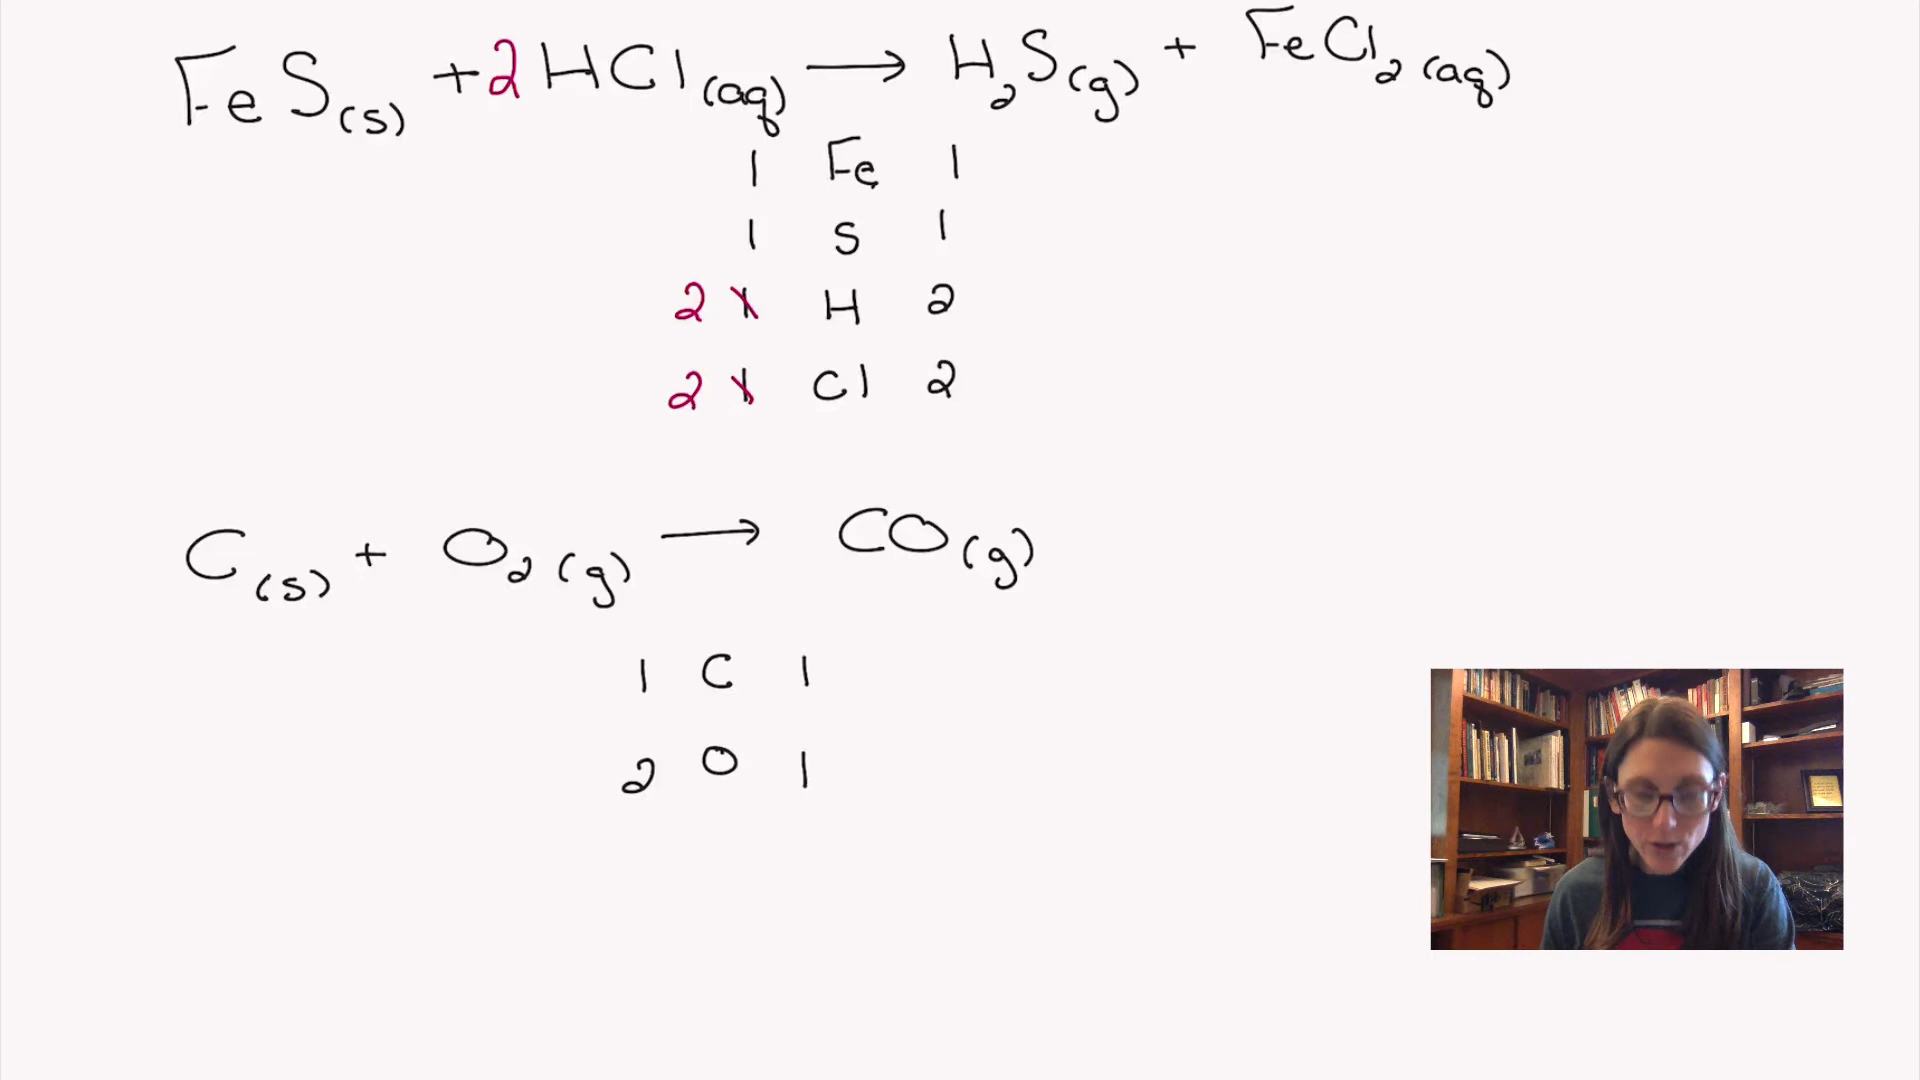 FeS(s) + 2HCl(aq) → H₂S(g) + FeCl₂(aq)
1 Fe 1
1 S 1
2 1 H 2
2 1 Cl 2
C(s) + O₂(g) → CO(g)
1 C 1
2 O 1